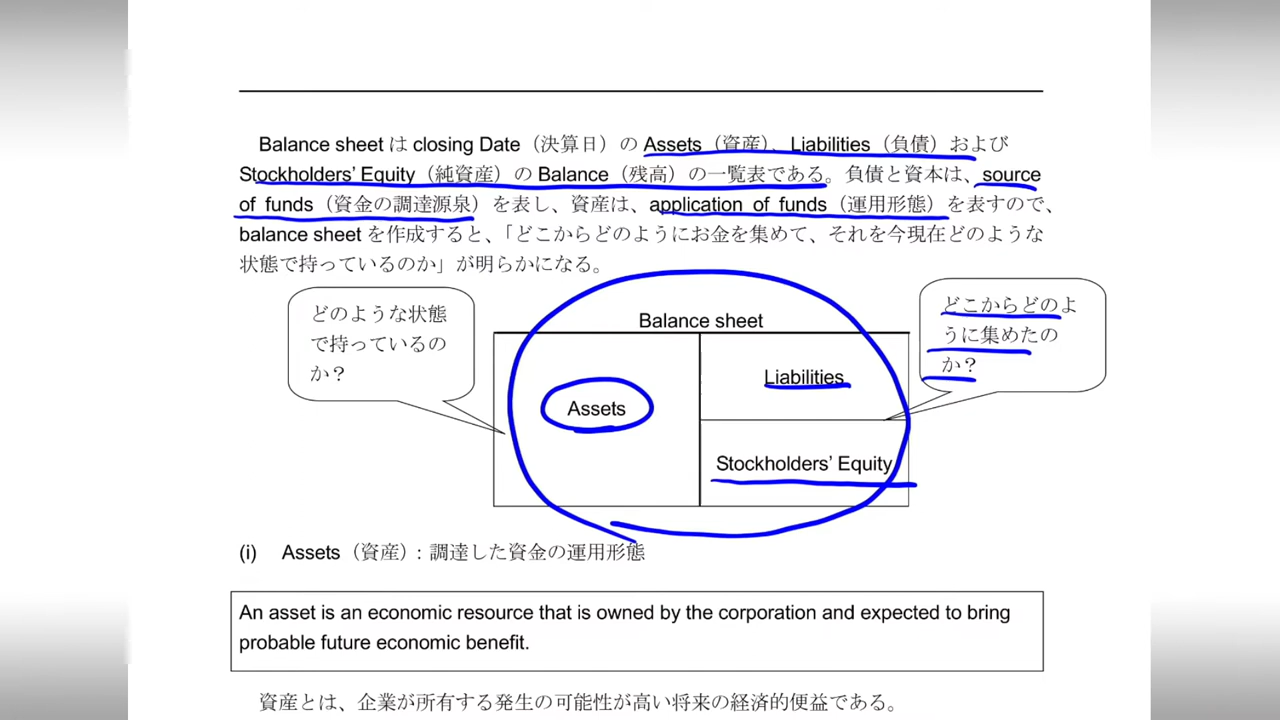 Balance sheet は closing Date（決算日）の Assets（資産）、Liabilities（負債）および
Stockholders’ Equity（純資産）の Balance（残高）の一覧表である。負債と資本は、source
of funds（資金の調達源泉）を表し、資産は、application of funds（運用形態）を表すので、
balance sheet を作成すると、「どこからどのようにお金を集めて、それを今現在どのような
状態で持っているのか」が明らかになる。
どのような状態
で持っているの
か？
Balance sheet
Assets
Liabilities
Stockholders’ Equity
どこからどのよ
うに集めたの
か？
(i) Assets（資産）: 調達した資金の運用形態
An asset is an economic resource that is owned by the corporation and expected to bring
probable future economic benefit.
資産とは、企業が所有する発生の可能性が高い将来の経済的便益である。